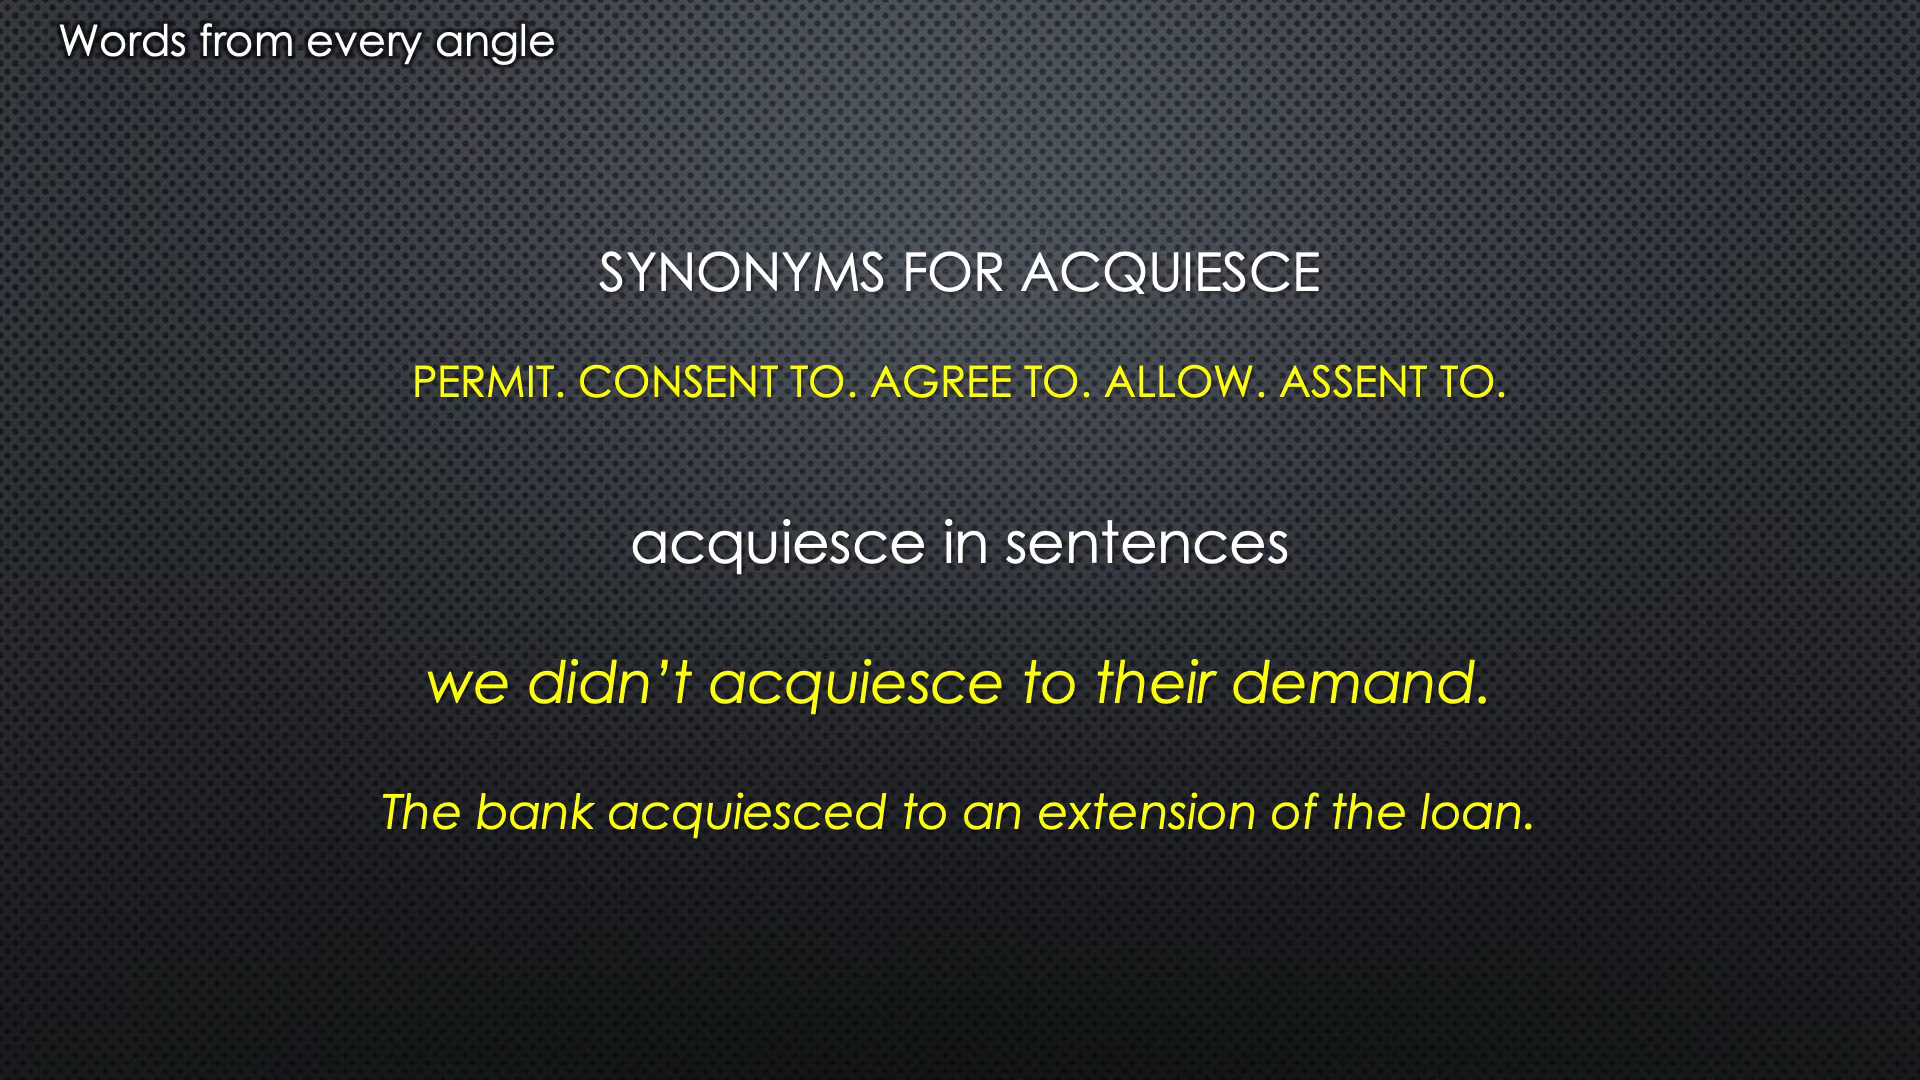 Words from every angle
SYNONYMS FOR ACQUIESCE
PERMIT. CONSENT TO. AGREE TO. ALLOW. ASSENT TO.
acquiesce in sentences
we didn’t acquiesce to their demand.
The bank acquiesced to an extension of the loan.